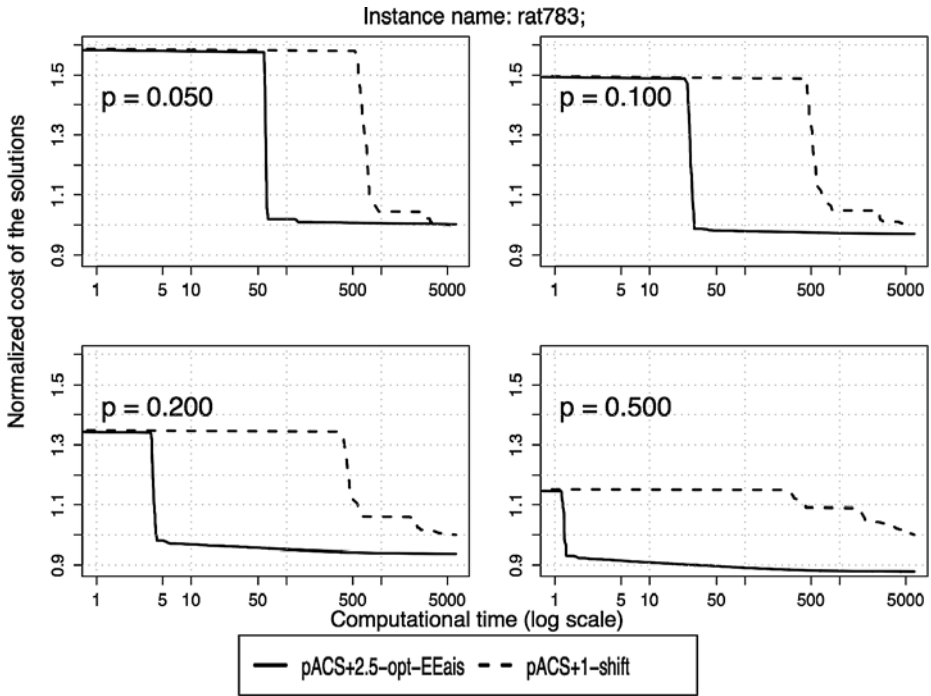 Instance name: rat783;
Normalized cost of the solutions
p = 0.050
1.5
1.3
1.1
0.9
1 5 10 50 500 5000
p = 0.100
1.5
1.3
1.1
0.9
1 5 10 50 500 5000
p = 0.200
1.5
1.3
1.1
0.9
1 5 10 50 500 5000
p = 0.500
1.5
1.3
1.1
0.9
1 5 10 50 500 5000
Computational time (log scale)
pACS+2.5-opt-EEais pACS+1-shift